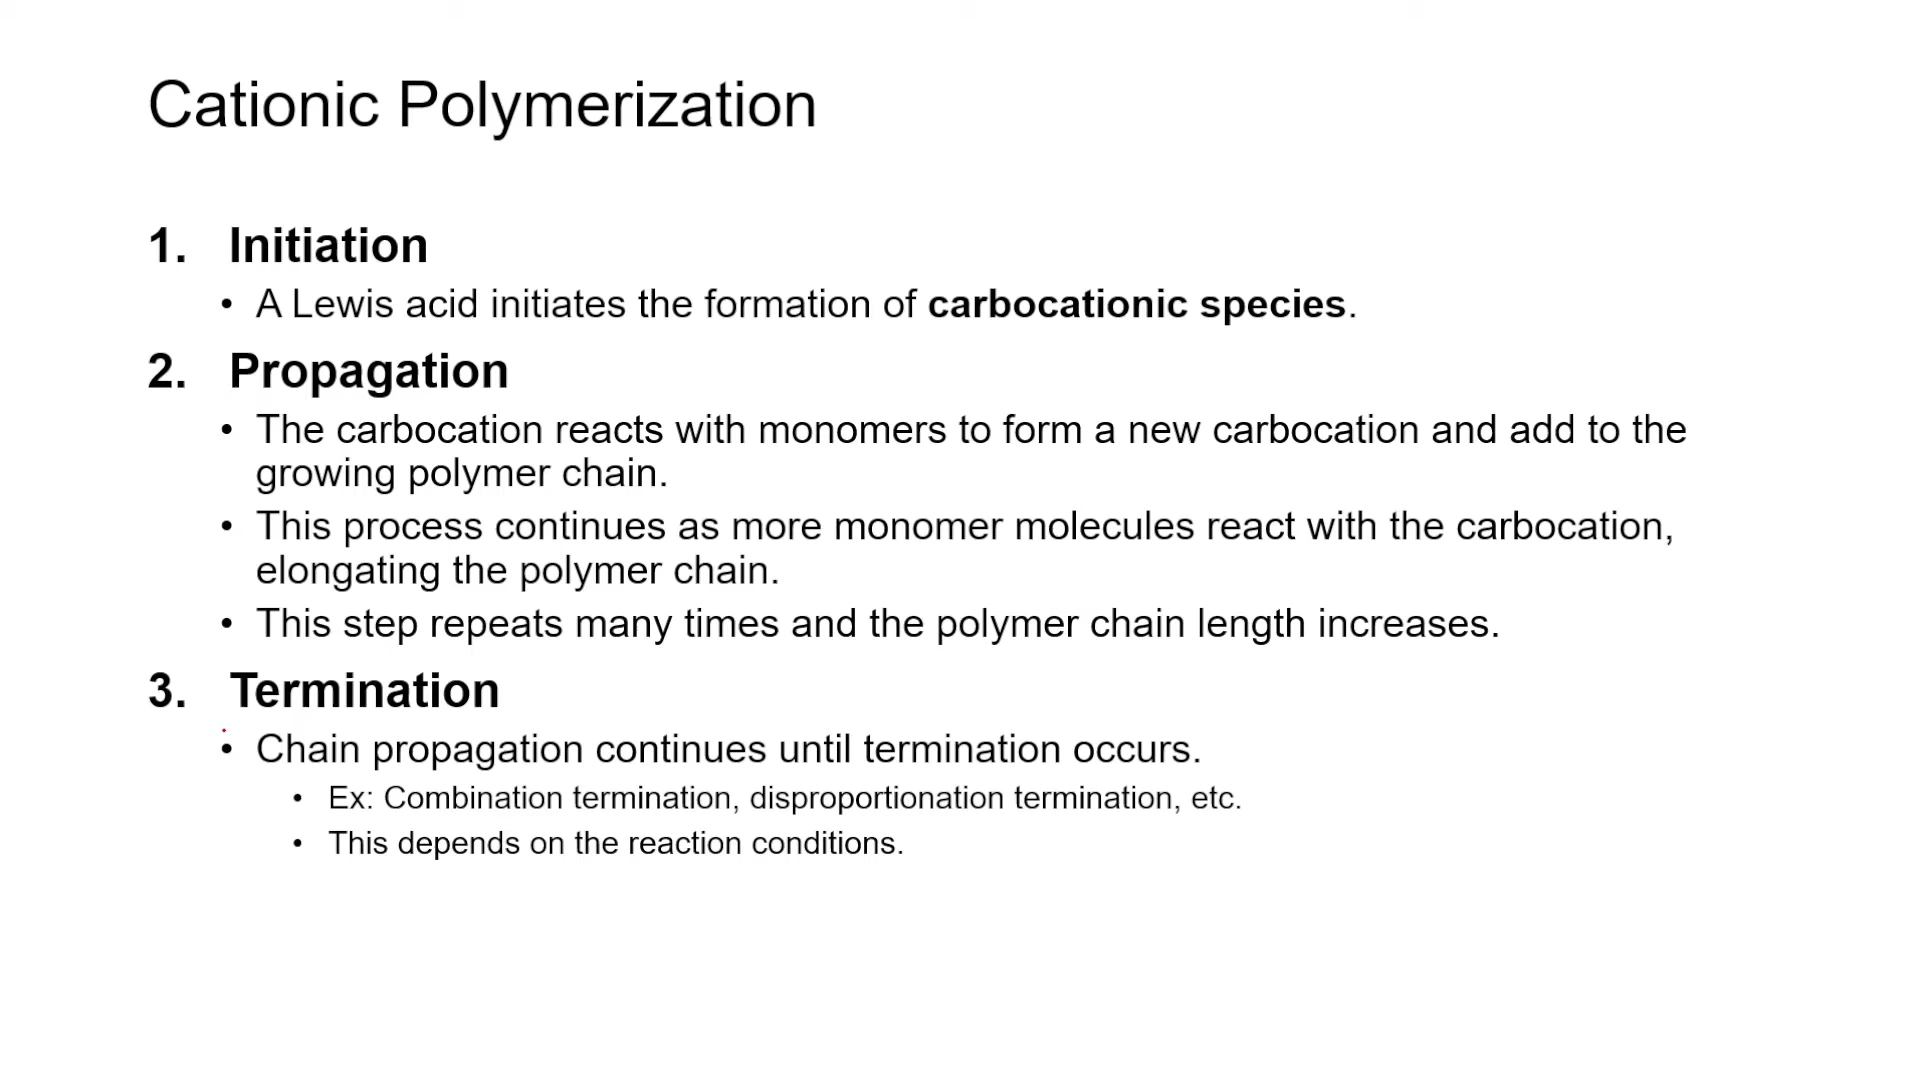 Cationic Polymerization
1. Initiation
• A Lewis acid initiates the formation of carbocationic species.
2. Propagation
• The carbocation reacts with monomers to form a new carbocation and add to the
growing polymer chain.
• This process continues as more monomer molecules react with the carbocation,
elongating the polymer chain.
• This step repeats many times and the polymer chain length increases.
3. Termination
• Chain propagation continues until termination occurs.
• Ex: Combination termination, disproportionation termination, etc.
• This depends on the reaction conditions.